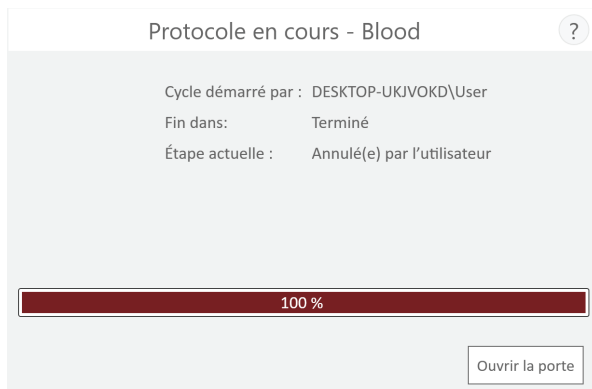 Protocole en cours - Blood
?
Cycle démarré par : DESKTOP-UKJVOKD\User
Fin dans: Terminé
Étape actuelle : Annulé(e) par l'utilisateur
100 %
Ouvrir la porte